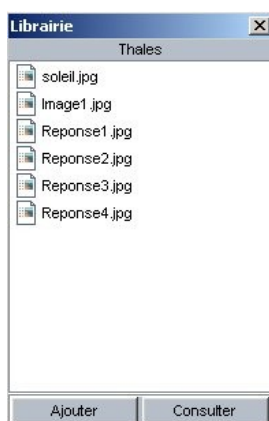 Librairie
Thales
soleil.jpg
Image1.jpg
Reponse1.jpg
Reponse2.jpg
Reponse3.jpg
Reponse4.jpg
Ajouter Consulter